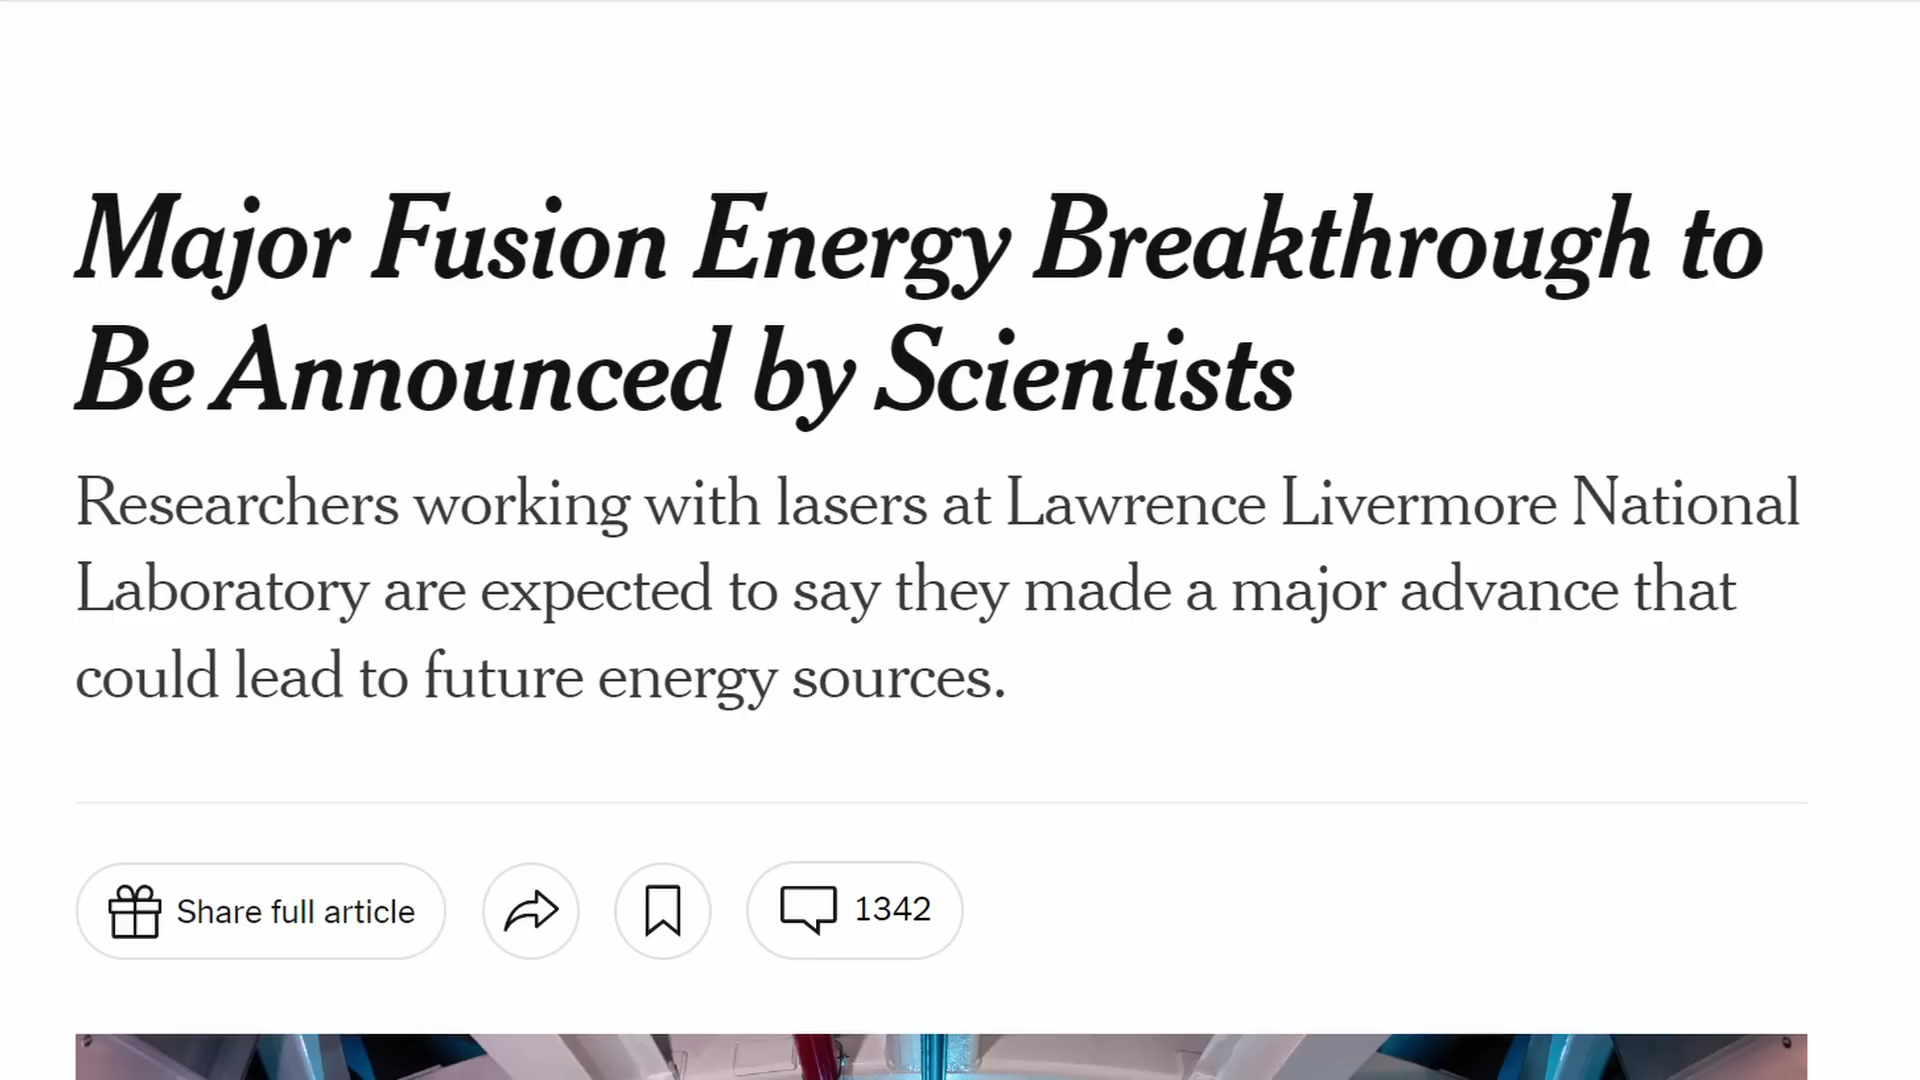 Major Fusion Energy Breakthrough to
Be Announced by Scientists
Researchers working with lasers at Lawrence Livermore National
Laboratory are expected to say they made a major advance that
could lead to future energy sources.
Share full article
1342